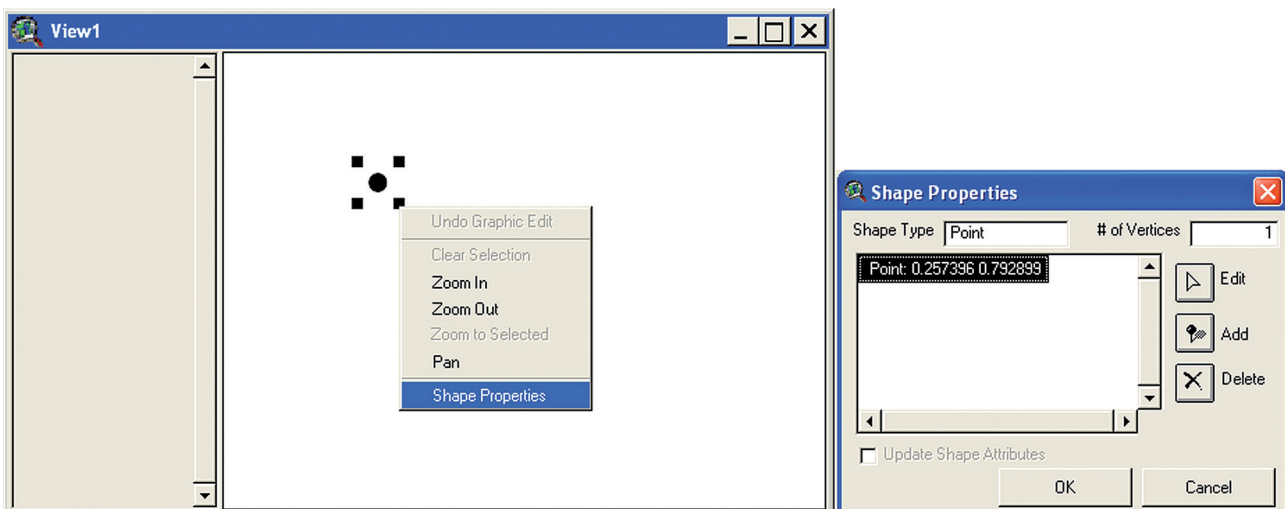 View1
Undo Graphic Edit
Clear Selection
Zoom In
Zoom Out
Zoom to Selected
Pan
Shape Properties
Shape Properties
Shape Type Point # of Vertices 1
Point: 0.257396 0.792899
Edit
Add
Delete
Update Shape Attributes
OK Cancel